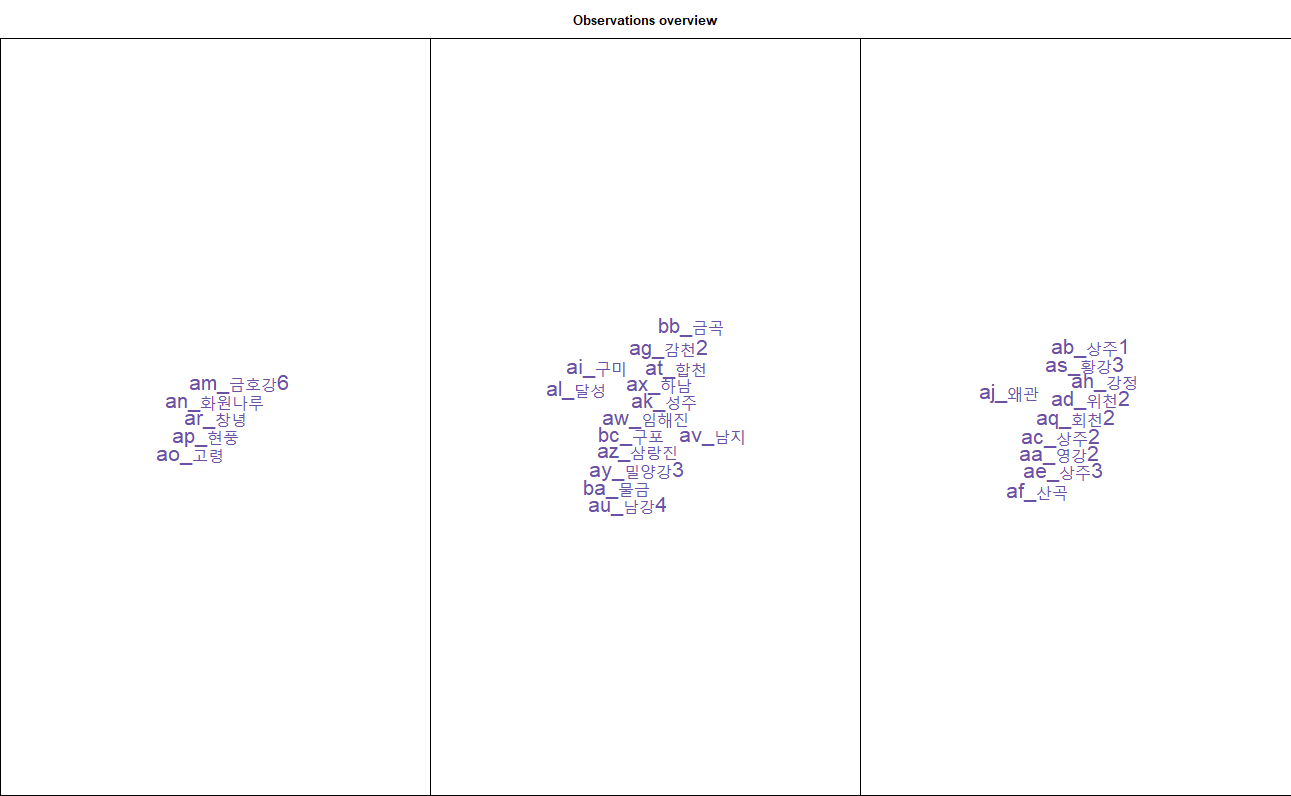 Observations overview
am_금호강6
an_화원나루
ar_창녕
ap_현풍
ao_고령
bb_금곡
ag_감천2
ai_구미
at_합천
al_달성
ax_하남
ak_성주
aw_임해진
bc_구포
av_남지
az_삼랑진
ay_밀양강3
ba_물금
au_남강4
ab_상주1
as_황강3
ah_강정
aj_왜관
ad_위천2
aq_회천2
ac_상주2
aa_영강2
ae_상주3
af_산곡